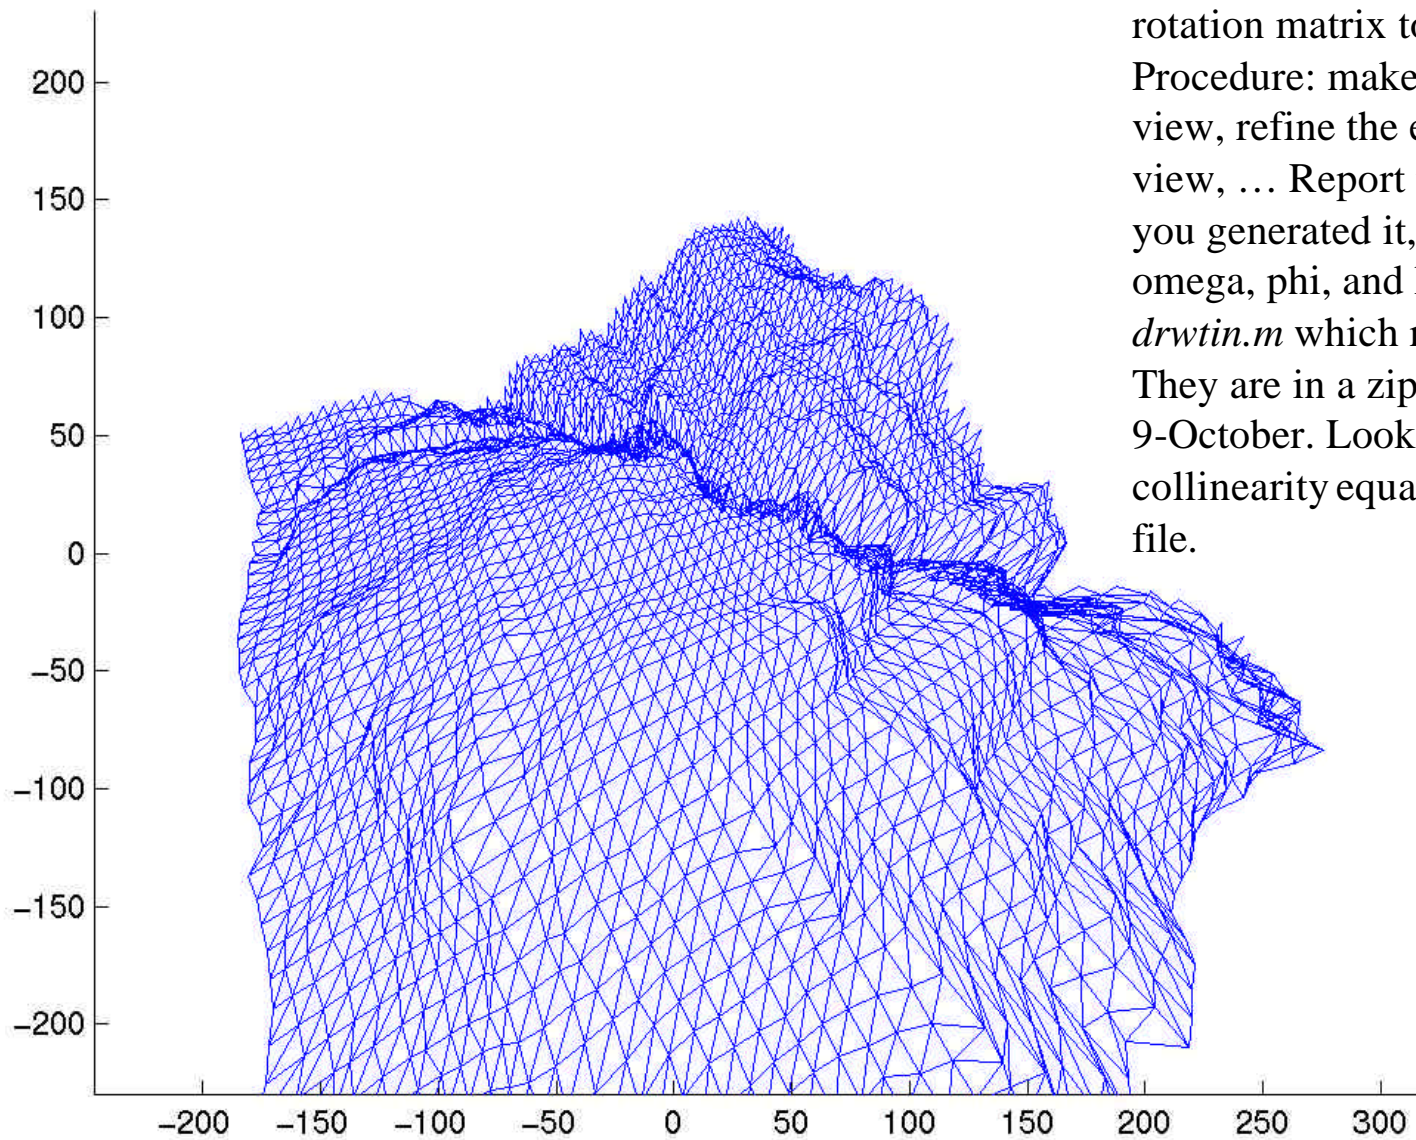 rotation matrix to
Procedure: make
view, refine the e
view, … Report
you generated it,
omega, phi, and
drwtin.m which
They are in a zip
9-October. Look
collinearity equa
file.
200
150
100
50
0
−50
−100
−150
−200
−200 −150 −100 −50 0 50 100 150 200 250 300